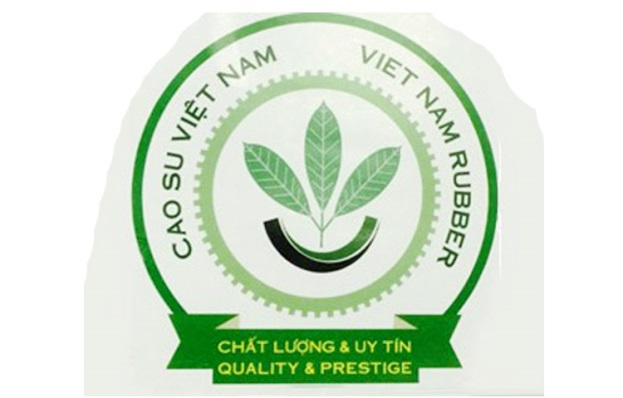 CAO SU VIỆT NAM
VIET NAM RUBBER
CHẤT LƯỢNG & UY TÍN
QUALITY & PRESTIGE